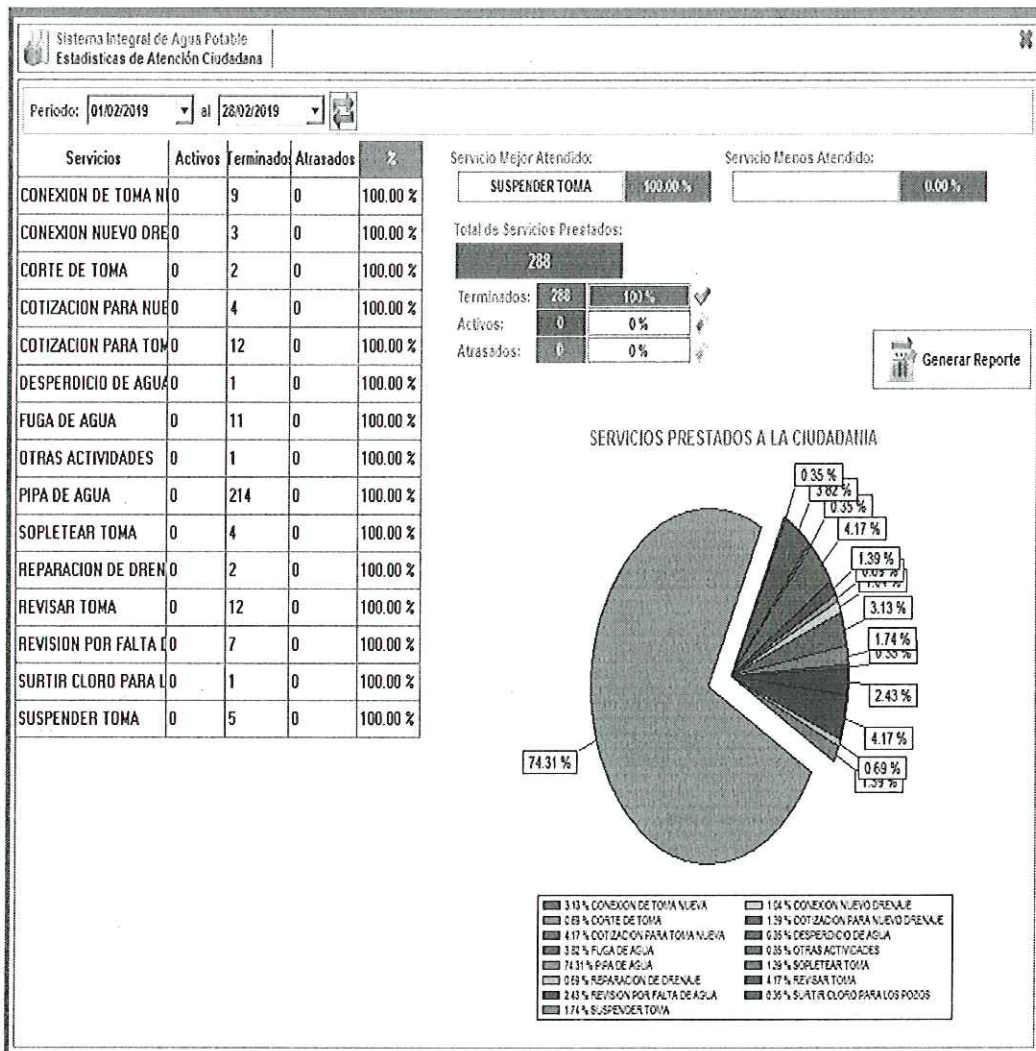 Sistema Integral de Agua Potable
Estadisticas de Atención Ciudadana
Periodo: 01/02/2019 al 28/02/2019
Servicios Activos Terminados Atrasados %
CONEXION DE TOMA NU 0 9 0 100.00 %
CONEXION NUEVO DRE 0 3 0 100.00 %
CORTE DE TOMA 0 2 0 100.00 %
COTIZACION PARA NUE 0 4 0 100.00 %
COTIZACION PARA TOM 0 12 0 100.00 %
DESPERDICIO DE AGUA 0 1 0 100.00 %
FUGA DE AGUA 0 11 0 100.00 %
OTRAS ACTIVIDADES 0 1 0 100.00 %
PIPA DE AGUA 0 214 0 100.00 %
SOPLETEAR TOMA 0 4 0 100.00 %
REPARACION DE DREN 0 2 0 100.00 %
REVISAR TOMA 0 12 0 100.00 %
REVISION POR FALTA D 0 7 0 100.00 %
SURTIR CLORO PARA L 0 1 0 100.00 %
SUSPENDER TOMA 0 5 0 100.00 %
Servicio Mejor Atendido: Servicio Menos Atendido:
SUSPENDER TOMA 100.00 % 0.00 %
Total de Servicios Prestados:
288
Terminados: 288 100 %
Activos: 0 0 %
Atrasados: 0 0 %
Generar Reporte
SERVICIOS PRESTADOS A LA CIUDADANIA
0.35 %
3.82 %
0.35 %
4.17 %
1.39 %
0.69 %
1.04 %
3.13 %
1.74 %
0.35 %
2.43 %
4.17 %
0.69 %
1.39 %
74.31 %
3.13 % CONEXION DE TOMA NUEVA 1.04 % CONEXION NUEVO DRENAJE
0.69 % CORTE DE TOMA 1.39 % COTIZACION PARA NUEVO DRENAJE
4.17 % COTIZACION PARA TOMA NUEVA 0.35 % DESPERDICIO DE AGUA
3.82 % FUGA DE AGUA 0.35 % OTRAS ACTIVIDADES
74.31 % PIPA DE AGUA 1.39 % SOPLETEAR TOMA
0.69 % REPARACION DE DRENAJE 4.17 % REVISAR TOMA
2.43 % REVISION POR FALTA DE AGUA 0.35 % SURTIR CLORO PARA LOS POZOS
1.74 % SUSPENDER TOMA